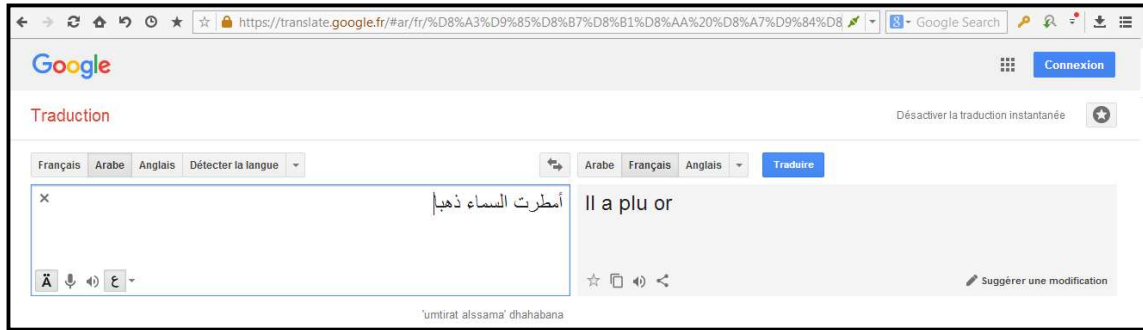 https://translate.google.fr/#ar/fr/%D8%A3%D9%85%D8%B7%D8%B1%D8%AA%20%D8%A7%D9%84%D8 Google Search
Google Connexion
Traduction Désactiver la traduction instantanée
Français Arabe Anglais Détecter la langue Arabe Français Anglais Traduire
أمطرت السماء ذهبا
Il a plu or
Ä ع Suggérer une modification
'umtirat alssama' dhahabana